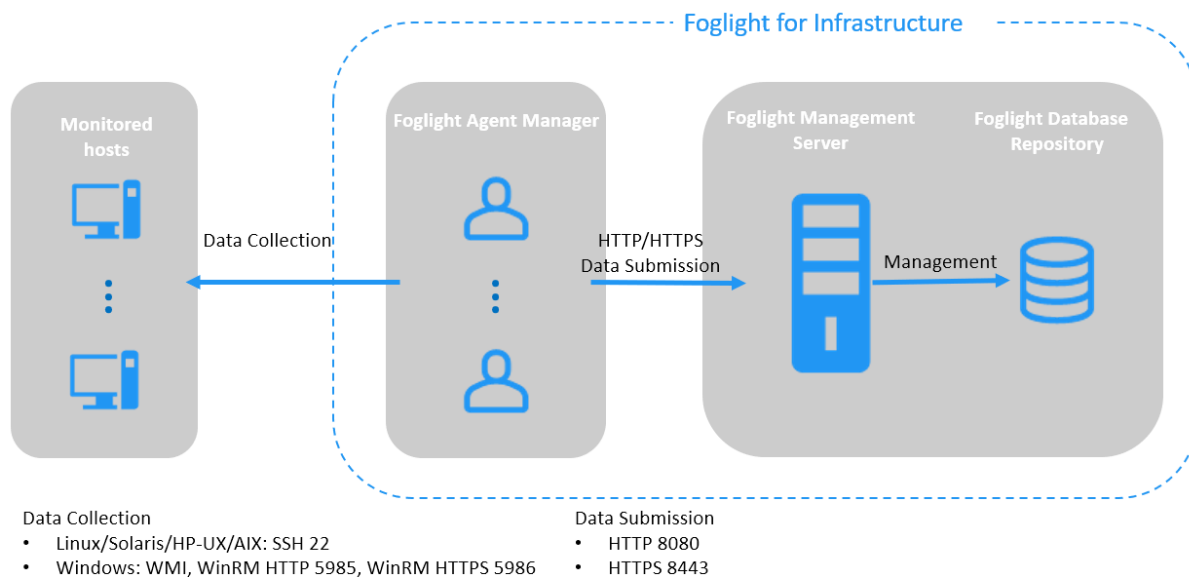 Foglight for Infrastructure
Monitored
hosts
Foglight Agent Manager
Foglight Management
Server
Foglight Database
Repository
Data Collection
HTTP/HTTPS
Data Submission
Management
Data Collection
• Linux/Solaris/HP-UX/AIX: SSH 22
• Windows: WMI, WinRM HTTP 5985, WinRM HTTPS 5986
Data Submission
• HTTP 8080
• HTTPS 8443